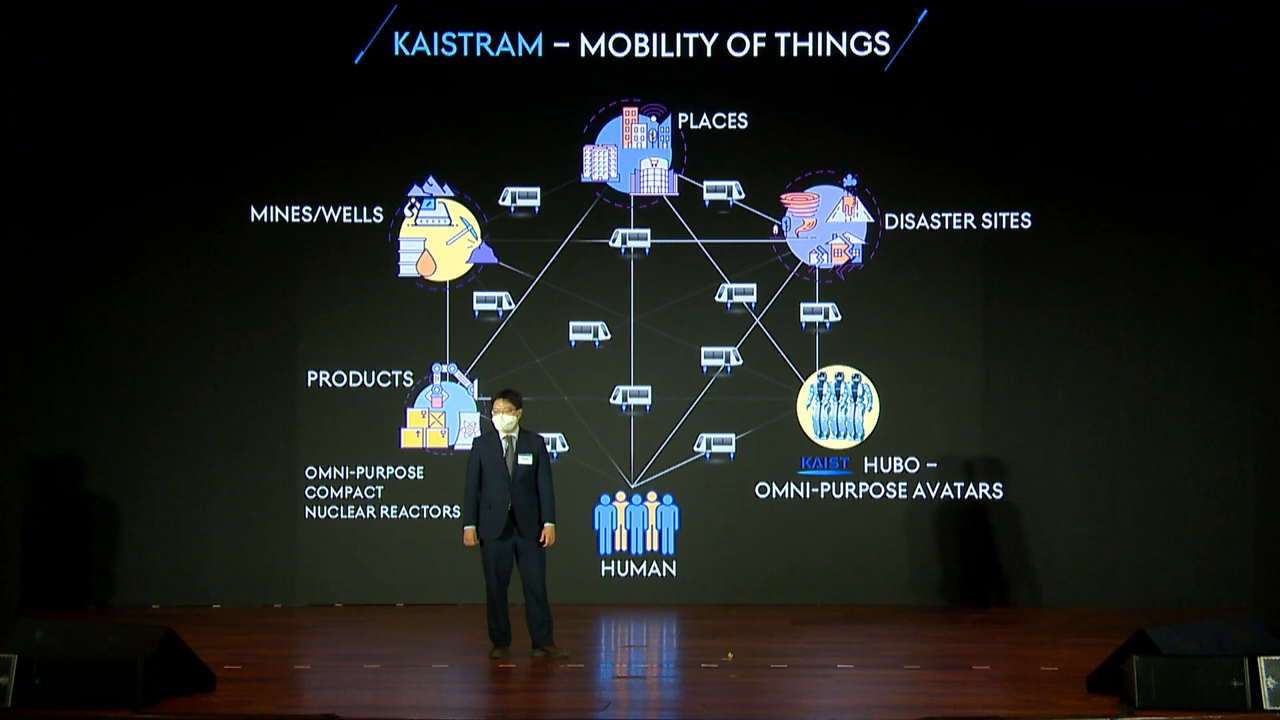 KAISTRAM – MOBILITY OF THINGS
PLACES
MINES/WELLS
DISASTER SITES
PRODUCTS
OMNI-PURPOSE
COMPACT
NUCLEAR REACTORS
KAIST HUBO –
OMNI-PURPOSE AVATARS
HUMAN